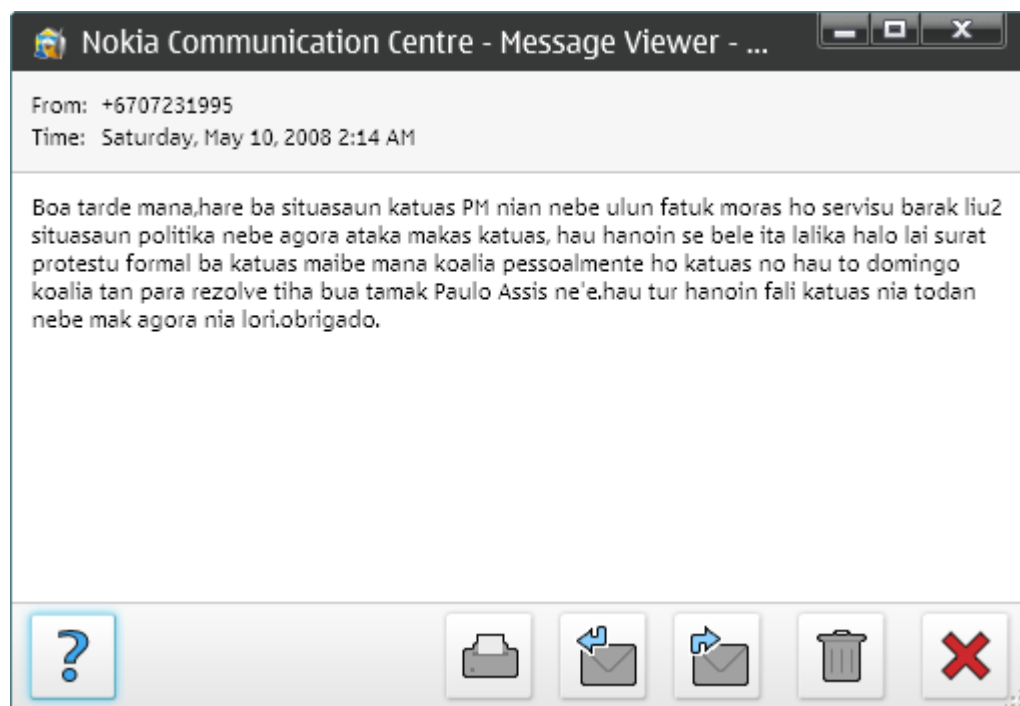 Nokia Communication Centre - Message Viewer - ...
From: +6707231995
Time: Saturday, May 10, 2008 2:14 AM
Boa tarde mana,hare ba situasaun katuas PM nian nebe ulun fatuk moras ho servisu barak liu2
situasaun politika nebe agora ataka makas katuas, hau hanoin se bele ita lalika halo lai surat
protestu formal ba katuas maibe mana koalia pessoalmente ho katuas no hau to domingo
koalia tan para rezolve tiha bua tamak Paulo Assis ne'e.hau tur hanoin fali katuas nia todan
nebe mak agora nia lori.obrigado.